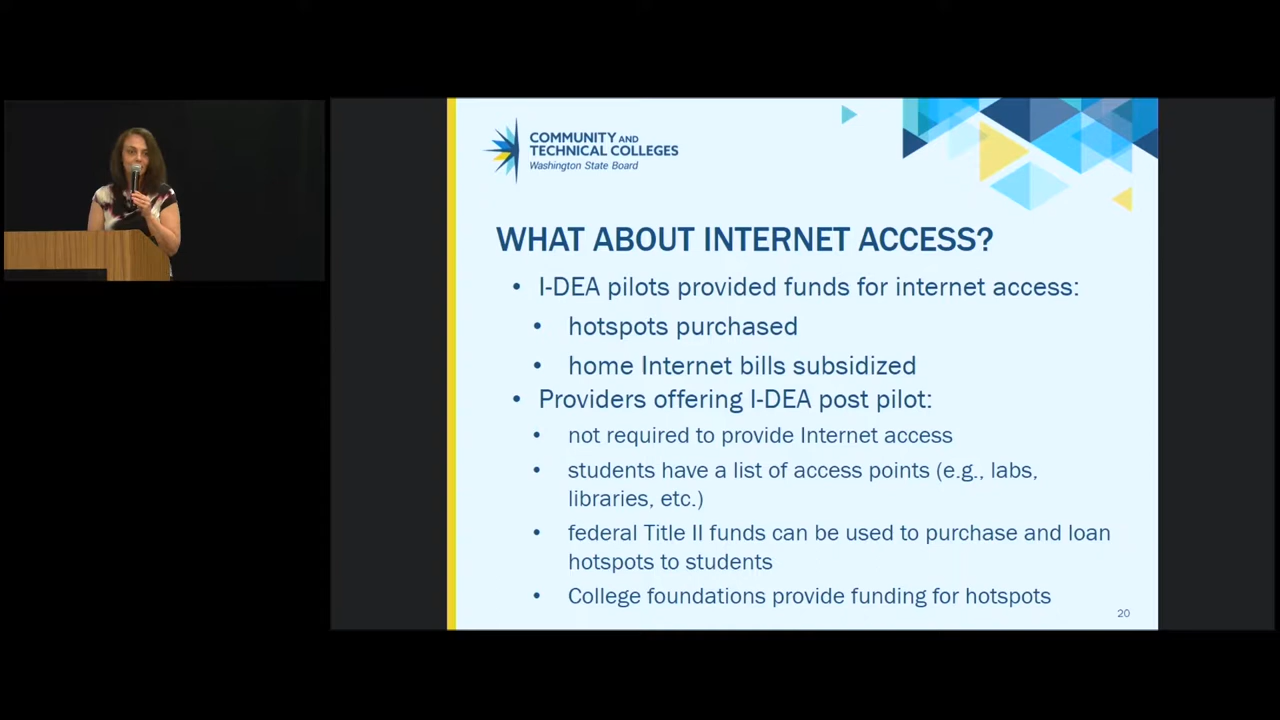 COMMUNITY AND
TECHNICAL COLLEGES
Washington State Board
WHAT ABOUT INTERNET ACCESS?
• I-DEA pilots provided funds for internet access:
• hotspots purchased
• home Internet bills subsidized
• Providers offering I-DEA post pilot:
• not required to provide Internet access
• students have a list of access points (e.g., labs,
libraries, etc.)
• federal Title II funds can be used to purchase and loan
hotspots to students
• College foundations provide funding for hotspots
20